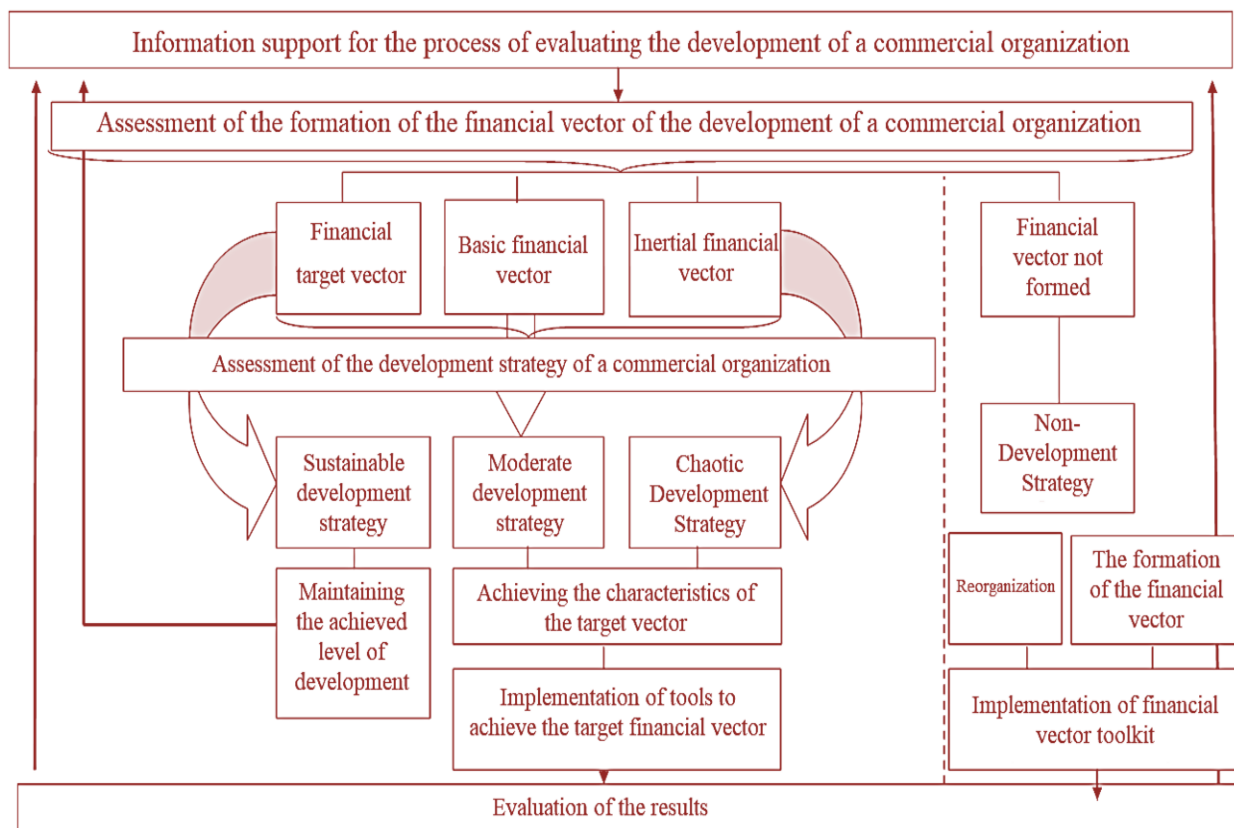 Information support for the process of evaluating the development of a commercial organization
Assessment of the formation of the financial vector of the development of a commercial organization
Financial
target vector
Basic financial
vector
Inertial financial
vector
Financial
vector not
formed
Assessment of the development strategy of a commercial organization
Sustainable
development
strategy
Moderate
development
strategy
Chaotic
Development
Strategy
Non-
Development
Strategy
Maintaining
the achieved
level of
development
Achieving the characteristics of
the target vector
Reorganization
The formation
of the financial
vector
Implementation of tools to
achieve the target financial vector
Implementation of financial
vector toolkit
Evaluation of the results